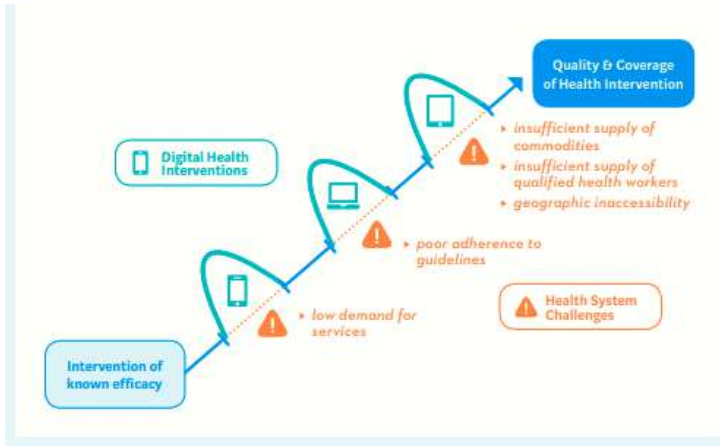 Quality & Coverage
of Health Intervention
▸ insufficient supply of
commodities
▸ insufficient supply of
qualified health workers
▸ geographic inaccessibility
Digital Health
Interventions
▸ poor adherence to
guidelines
Health System
Challenges
▸ low demand for
services
Intervention of
known efficacy